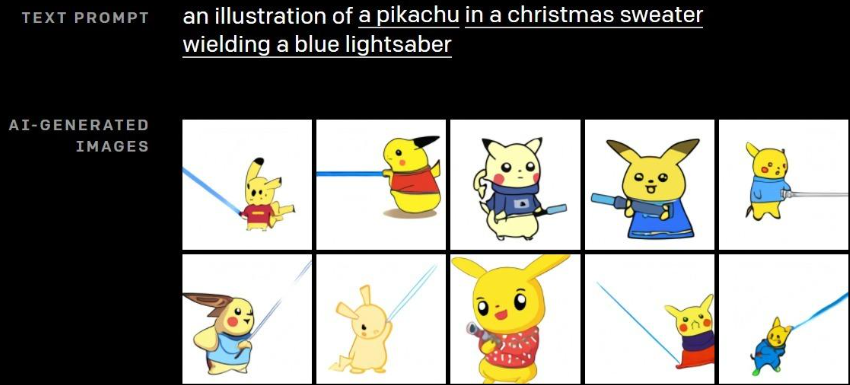 TEXT PROMPT
an illustration of a pikachu in a christmas sweater
wielding a blue lightsaber
AI-GENERATED
IMAGES